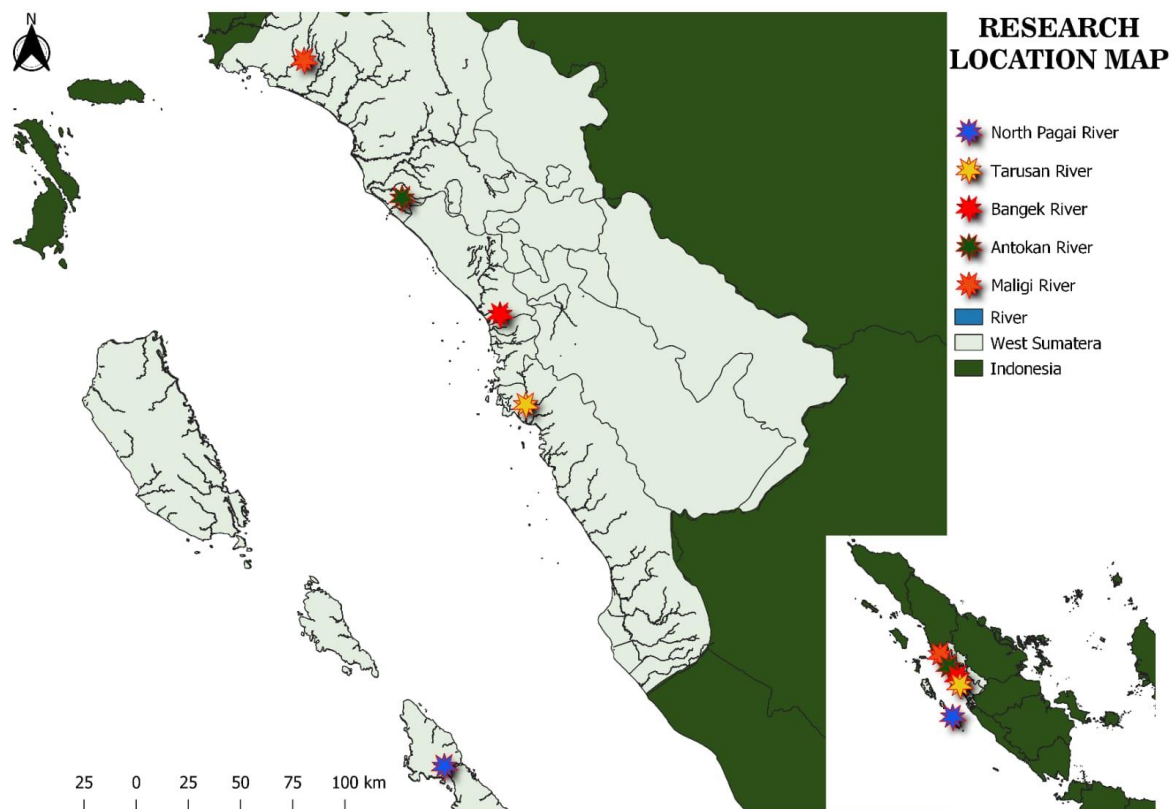 N
RESEARCH
LOCATION MAP
North Pagai River
Tarusan River
Bangek River
Antokan River
Maligi River
River
West Sumatera
Indonesia
25 0 25 50 75 100 km